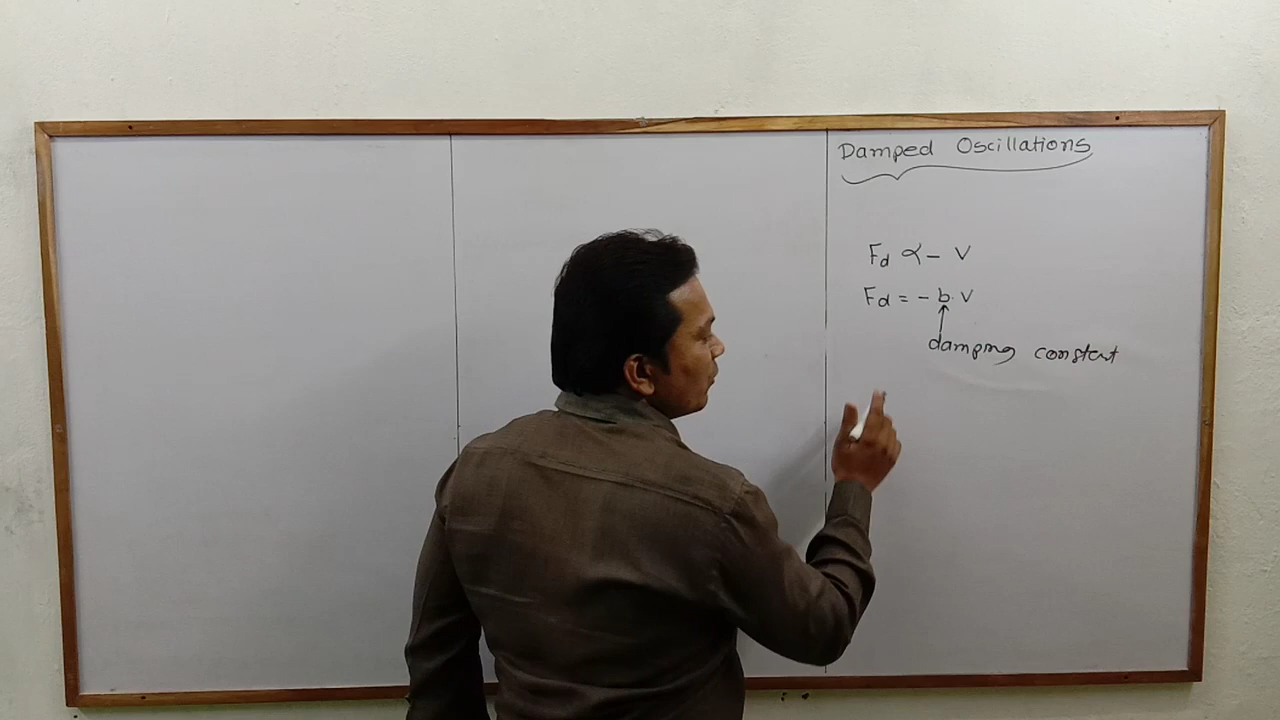 Damped Oscillations
Fd ∝ - V
Fd = - b. V
damping constant